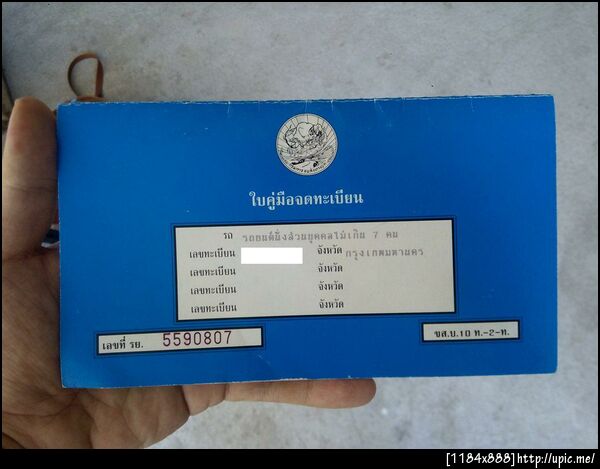 ใบคู่มือจดทะเบียน
รถ รถยนต์นั่งส่วนบุคคลไม่เกิน 7 คน
เลขทะเบียน จังหวัด กรุงเทพมหานคร
เลขทะเบียน จังหวัด
เลขทะเบียน จังหวัด
เลขทะเบียน จังหวัด
เลขที่ รย. 5590807
ขส.บ.10 ท.-2-ท.
[1184x888]http://upic.me/